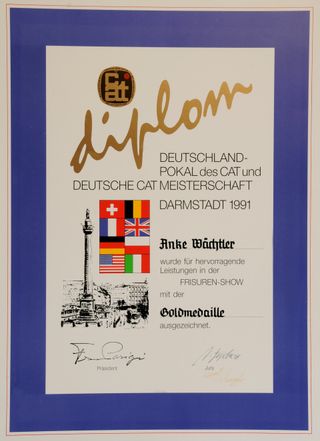 C·I
cat
diplom
DEUTSCHLAND-
POKAL des CAT und
DEUTSCHE CAT MEISTERSCHAFT
DARMSTADT 1991
Anke Wächtler
wurde für hervorragende
Leistungen in der
FRISUREN-SHOW
mit der
Goldmedaille
ausgezeichnet.
Präsident
Jury